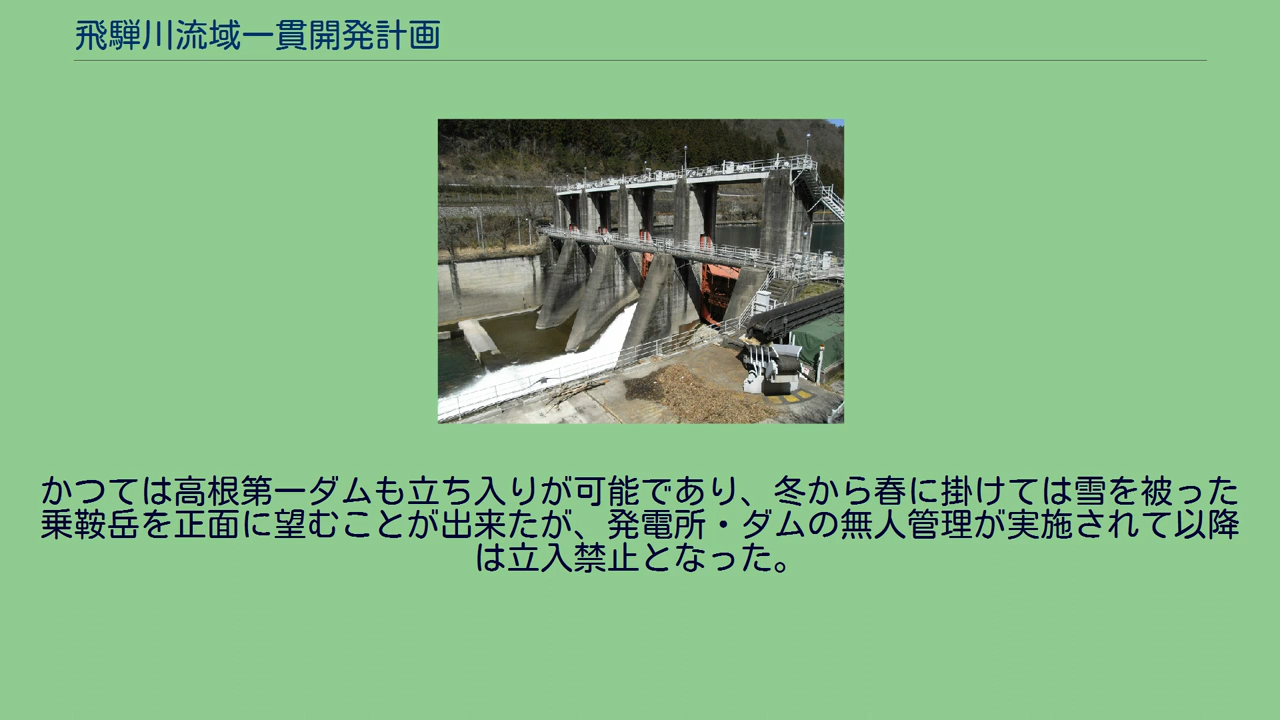 飛騨川流域一貫開発計画
かつては高根第一ダムも立ち入りが可能であり、冬から春に掛けては雪を被った
乗鞍岳を正面に望むことが出来たが、発電所・ダムの無人管理が実施されて以降
は立入禁止となった。